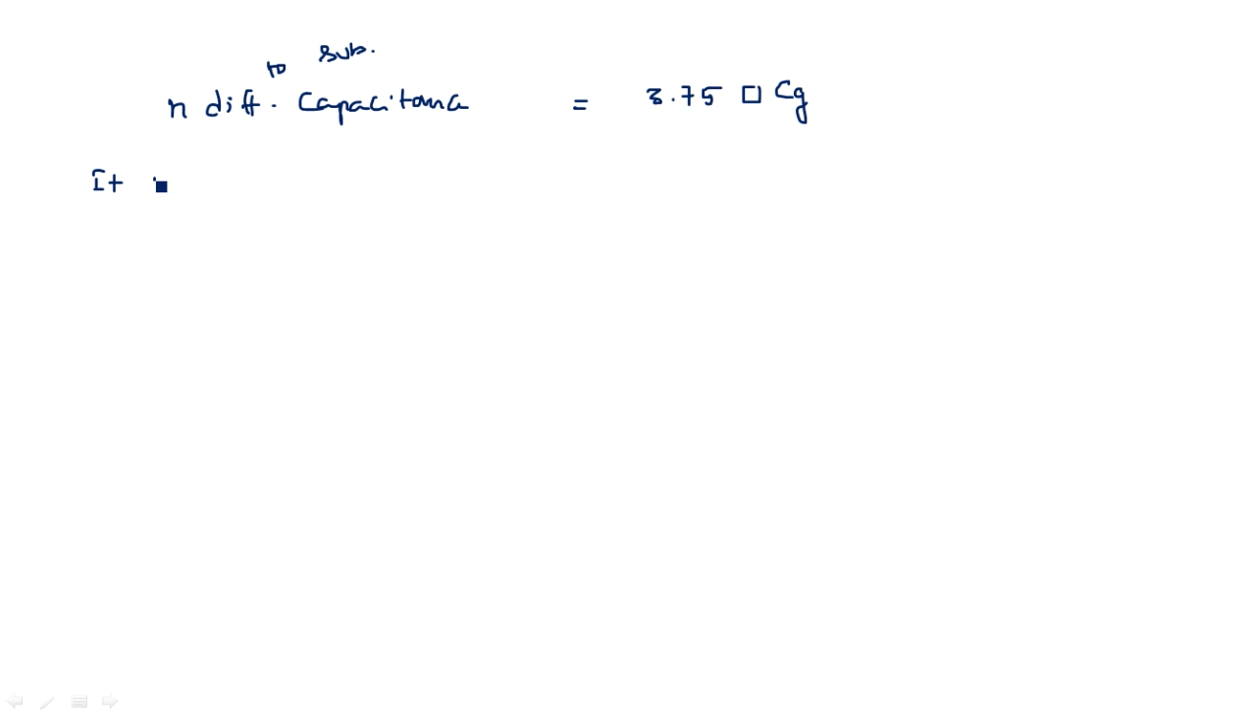 to sub.
n diff. Capacitance = 3.75 □ Cg
It